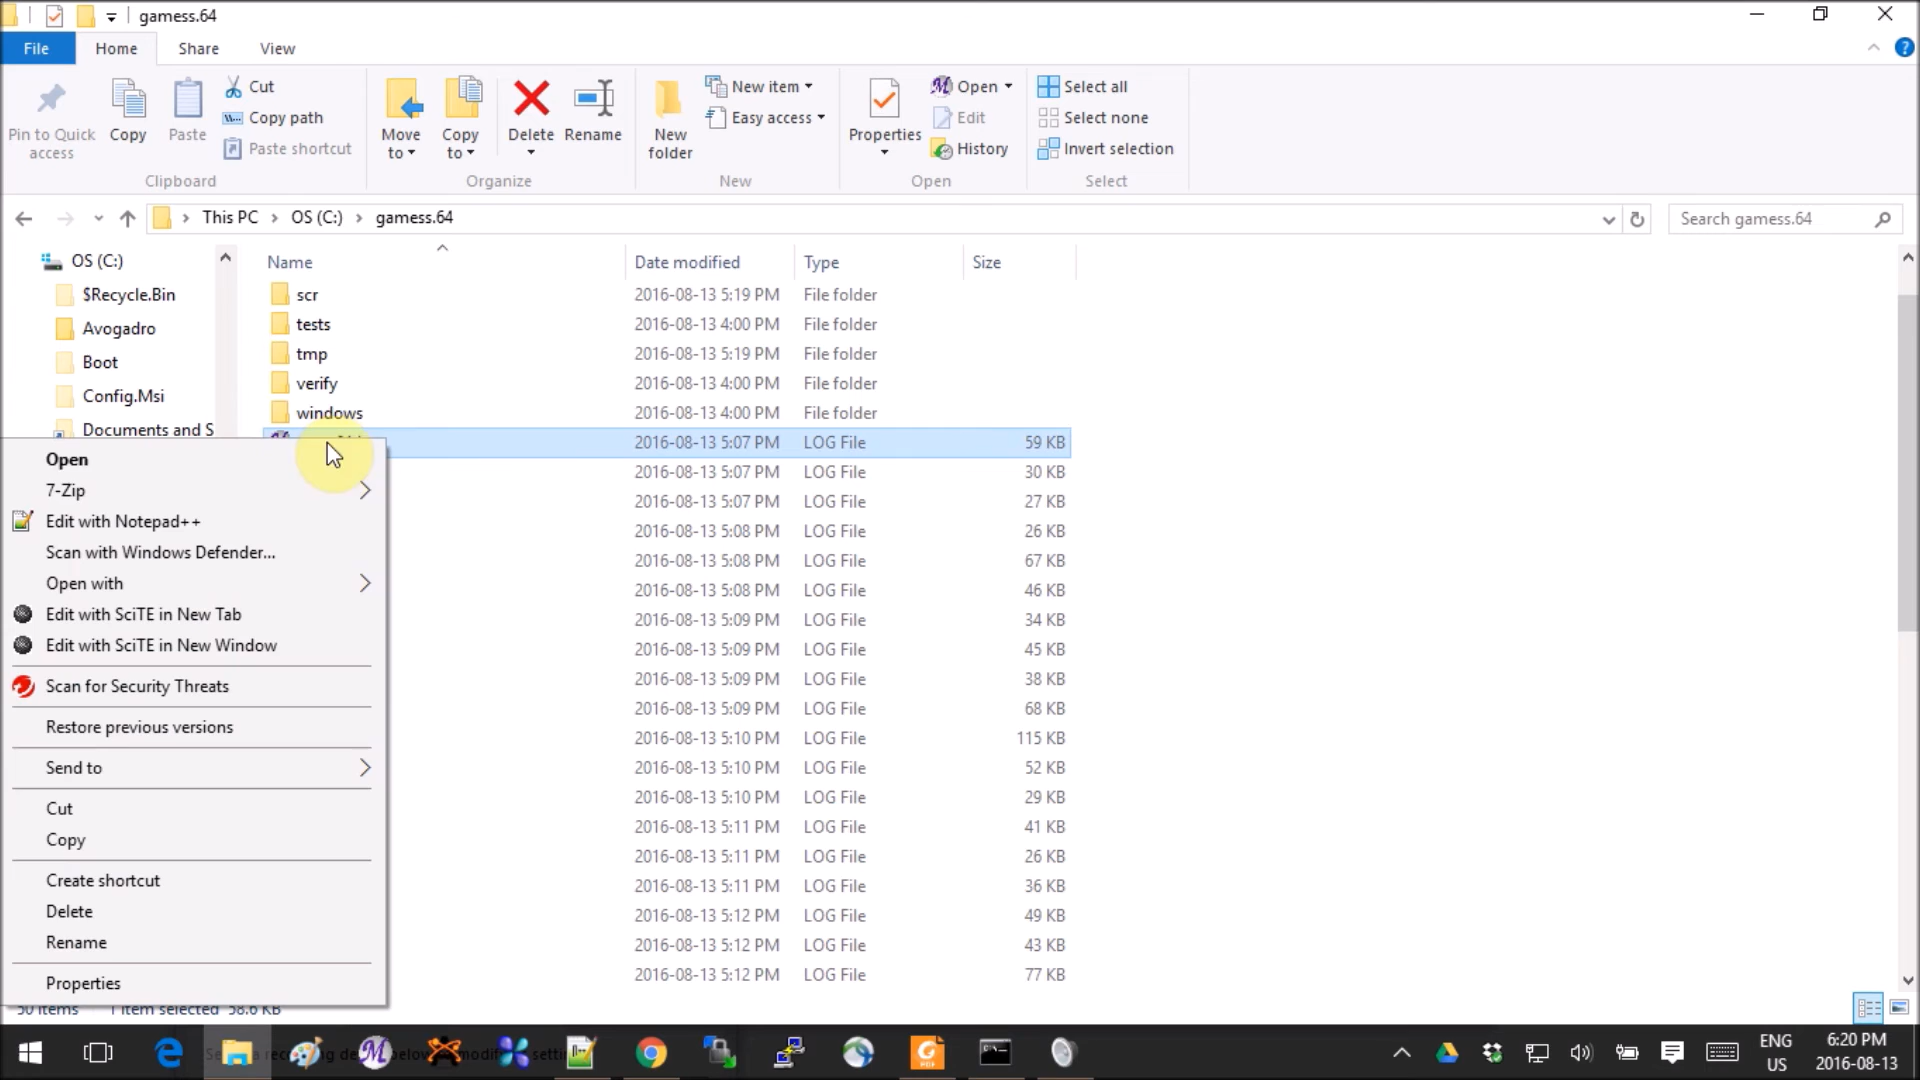 gamess.64
File Home Share View
Pin to Quick access
Copy
Paste
Cut
Copy path
Paste shortcut
Clipboard
Move to
Copy to
Delete
Rename
Organize
New folder
New item
Easy access
New
Properties
Open
Edit
History
Open
Select all
Select none
Invert selection
Select
This PC > OS (C:) > gamess.64
Search gamess.64
OS (C:)
$Recycle.Bin
Avogadro
Boot
Config.Msi
Documents and S
Name Date modified Type Size
scr 2016-08-13 5:19 PM File folder
tests 2016-08-13 4:00 PM File folder
tmp 2016-08-13 5:19 PM File folder
verify 2016-08-13 4:00 PM File folder
windows 2016-08-13 4:00 PM File folder
2016-08-13 5:07 PM LOG File 59 KB
2016-08-13 5:07 PM LOG File 30 KB
2016-08-13 5:07 PM LOG File 27 KB
2016-08-13 5:08 PM LOG File 26 KB
2016-08-13 5:08 PM LOG File 67 KB
2016-08-13 5:08 PM LOG File 46 KB
2016-08-13 5:09 PM LOG File 34 KB
2016-08-13 5:09 PM LOG File 45 KB
2016-08-13 5:09 PM LOG File 38 KB
2016-08-13 5:09 PM LOG File 68 KB
2016-08-13 5:10 PM LOG File 115 KB
2016-08-13 5:10 PM LOG File 52 KB
2016-08-13 5:10 PM LOG File 29 KB
2016-08-13 5:11 PM LOG File 41 KB
2016-08-13 5:11 PM LOG File 26 KB
2016-08-13 5:11 PM LOG File 36 KB
2016-08-13 5:12 PM LOG File 49 KB
2016-08-13 5:12 PM LOG File 43 KB
2016-08-13 5:12 PM LOG File 77 KB
Open
7-Zip
Edit with Notepad++
Scan with Windows Defender...
Open with
Edit with SciTE in New Tab
Edit with SciTE in New Window
Scan for Security Threats
Restore previous versions
Send to
Cut
Copy
Create shortcut
Delete
Rename
Properties
50 items 1 item selected 58.6 KB
ENG
US
6:20 PM
2016-08-13